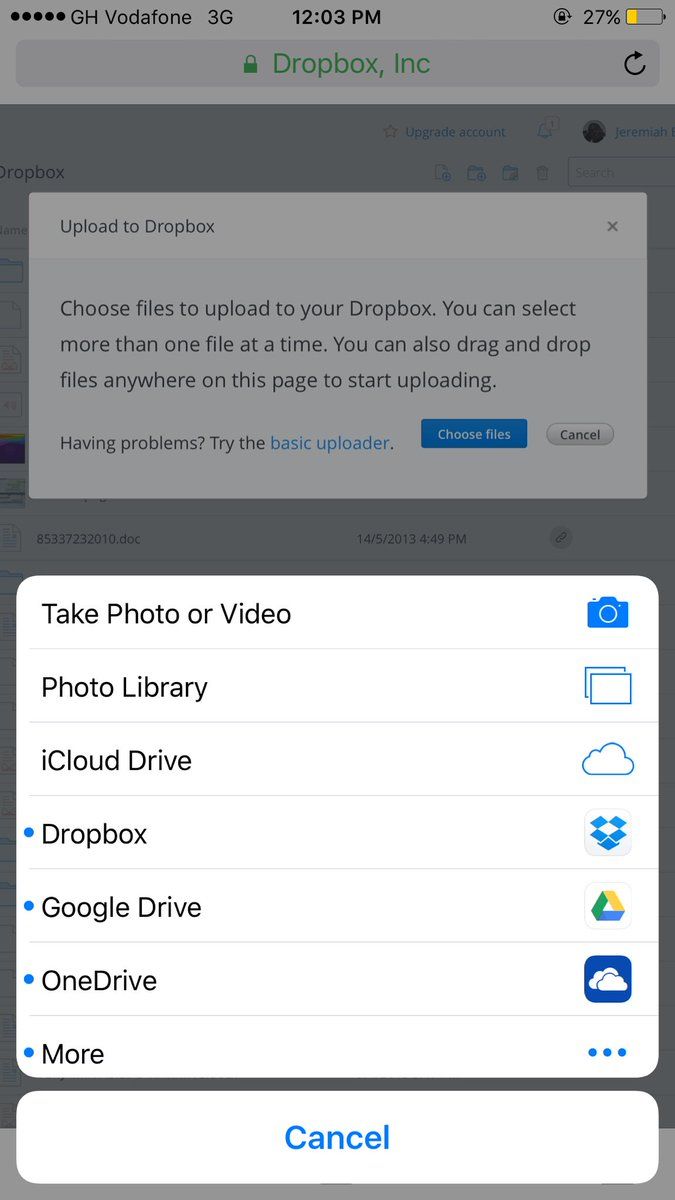 GH Vodafone 3G 12:03 PM 27%
Dropbox, Inc
Upgrade account 1 Jeremiah
Dropbox Search
Name
Upload to Dropbox ×
Choose files to upload to your Dropbox. You can select
more than one file at a time. You can also drag and drop
files anywhere on this page to start uploading.
Having problems? Try the basic uploader. Choose files Cancel
85337232010.doc 14/5/2013 4:49 PM
Take Photo or Video
Photo Library
iCloud Drive
Dropbox
Google Drive
OneDrive
More
Cancel